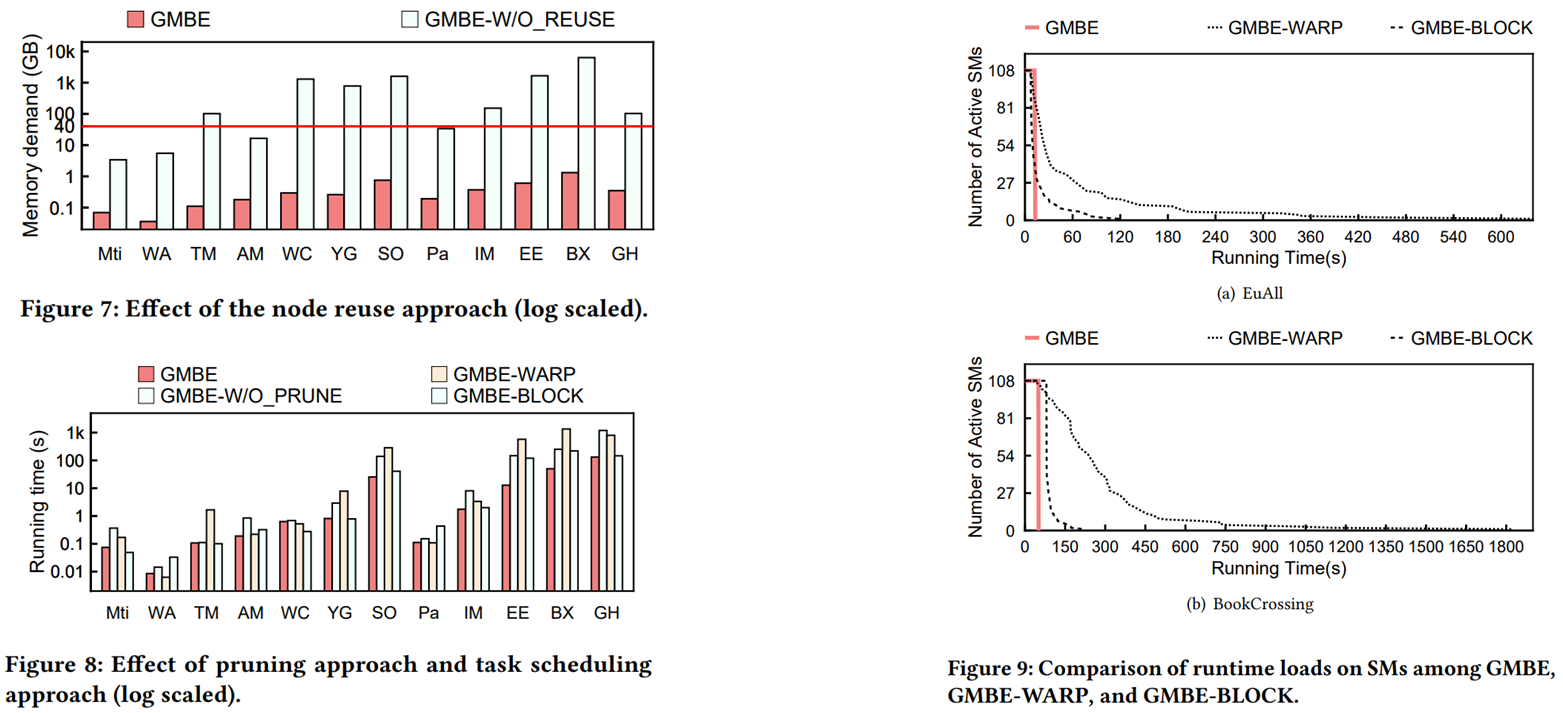 GMBE GMBE-W/O_REUSE
Memory demand (GB)
10k
1k
100
40
10
1
0.1
Mti WA TM AM WC YG SO Pa IM EE BX GH
Figure 7: Effect of the node reuse approach (log scaled).
GMBE GMBE-WARP
GMBE-W/O_PRUNE GMBE-BLOCK
Running time (s)
1k
100
10
1
0.1
0.01
Mti WA TM AM WC YG SO Pa IM EE BX GH
Figure 8: Effect of pruning approach and task scheduling
approach (log scaled).
GMBE GMBE-WARP GMBE-BLOCK
Number of Active SMs
108
81
54
27
0
0 60 120 180 240 300 360 420 480 540 600
Running Time(s)
(a) EuAll
GMBE GMBE-WARP GMBE-BLOCK
Number of Active SMs
108
81
54
27
0
0 150 300 450 600 750 900 1050 1200 1350 1500 1650 1800
Running Time(s)
(b) BookCrossing
Figure 9: Comparison of runtime loads on SMs among GMBE,
GMBE-WARP, and GMBE-BLOCK.